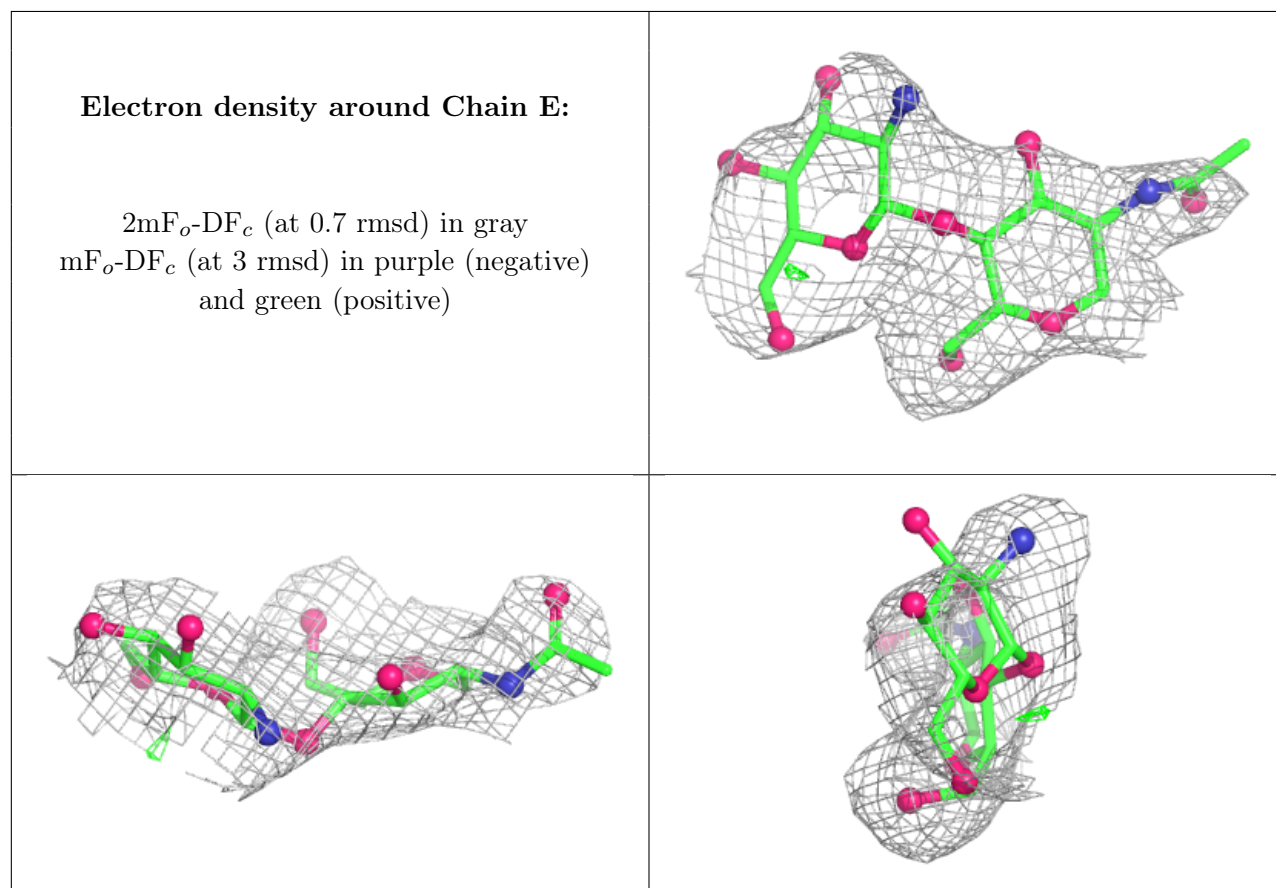 Electron density around Chain E:
2mFo-DFc (at 0.7 rmsd) in gray
mFo-DFc (at 3 rmsd) in purple (negative)
and green (positive)